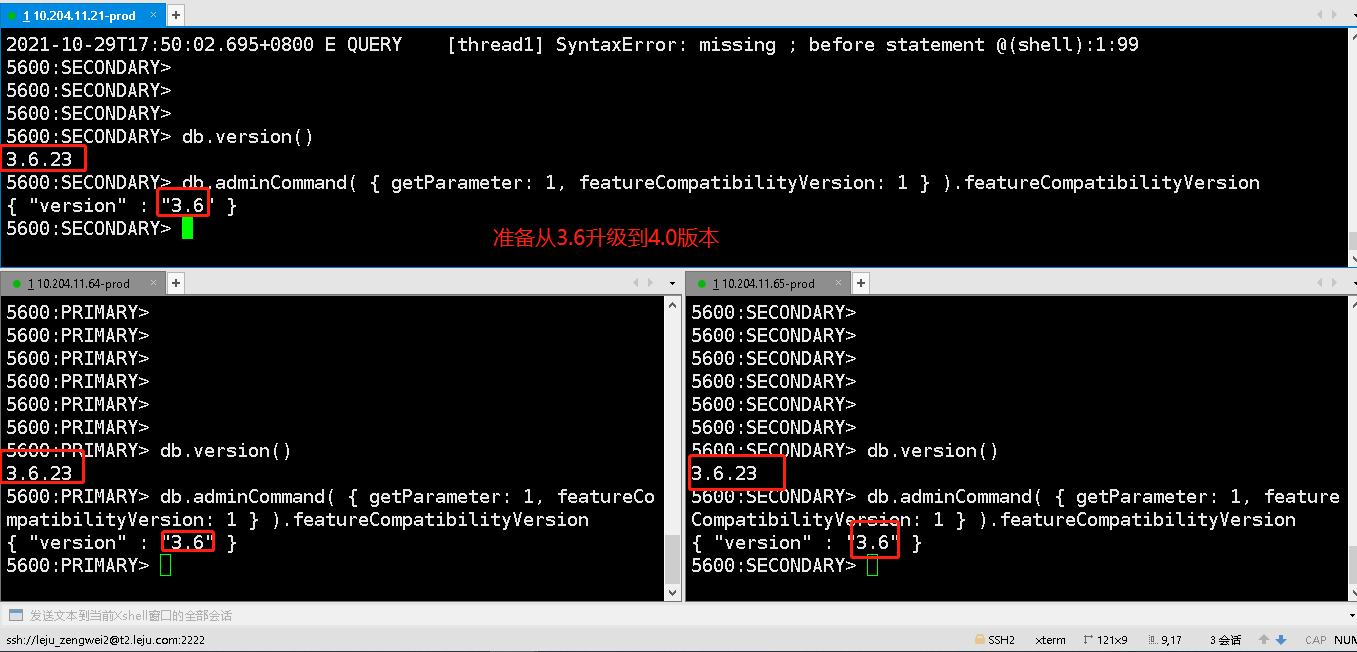 1 10.204.11.21-prod × +
2021-10-29T17:50:02.695+0800 E QUERY    [thread1] SyntaxError: missing ; before statement @(shell):1:99
5600:SECONDARY>
5600:SECONDARY>
5600:SECONDARY>
5600:SECONDARY> db.version()
3.6.23
5600:SECONDARY> db.adminCommand( { getParameter: 1, featureCompatibilityVersion: 1 } ).featureCompatibilityVersion
{ "version" : "3.6" }
5600:SECONDARY>
准备从3.6升级到4.0版本
1 10.204.11.64-prod × +
5600:PRIMARY>
5600:PRIMARY>
5600:PRIMARY>
5600:PRIMARY>
5600:PRIMARY>
5600:PRIMARY>
5600:PRIMARY> db.version()
3.6.23
5600:PRIMARY> db.adminCommand( { getParameter: 1, featureCo
mpatibilityVersion: 1 } ).featureCompatibilityVersion
{ "version" : "3.6" }
5600:PRIMARY>
1 10.204.11.65-prod × +
5600:SECONDARY>
5600:SECONDARY>
5600:SECONDARY>
5600:SECONDARY>
5600:SECONDARY>
5600:SECONDARY>
5600:SECONDARY> db.version()
3.6.23
5600:SECONDARY> db.adminCommand( { getParameter: 1, feature
CompatibilityVersion: 1 } ).featureCompatibilityVersion
{ "version" : "3.6" }
5600:SECONDARY>
发送文本到当前Xshell窗口的全部会话
ssh://leju_zengwei2@t2.leju.com:2222 SSH2 xterm 121x9 9,17 3 会话 CAP NUM